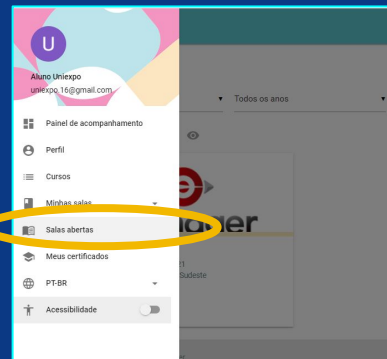 U
Aluno Uniexpo
uniexpo.16@gmail.com
Todos os anos
Painel de acompanhamento
Perfil
Cursos
Minhas salas
Salas abertas
Sudeste
Meus certificados
PT-BR
Acessibilidade